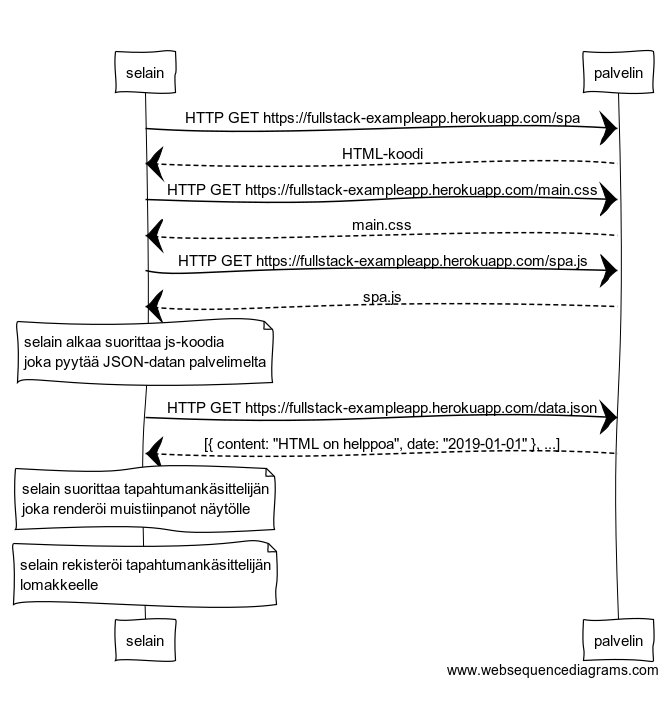 selain
palvelin
HTTP GET https://fullstack-exampleapp.herokuapp.com/spa
HTML-koodi
HTTP GET https://fullstack-exampleapp.herokuapp.com/main.css
main.css
HTTP GET https://fullstack-exampleapp.herokuapp.com/spa.js
spa.js
selain alkaa suorittaa js-koodia
joka pyytää JSON-datan palvelimelta
HTTP GET https://fullstack-exampleapp.herokuapp.com/data.json
[{ content: "HTML on helppoa", date: "2019-01-01" }, ...]
selain suorittaa tapahtumankäsittelijän
joka renderöi muistiinpanot näytölle
selain rekisteröi tapahtumankäsittelijän
lomakkeelle
selain
palvelin
www.websequencediagrams.com